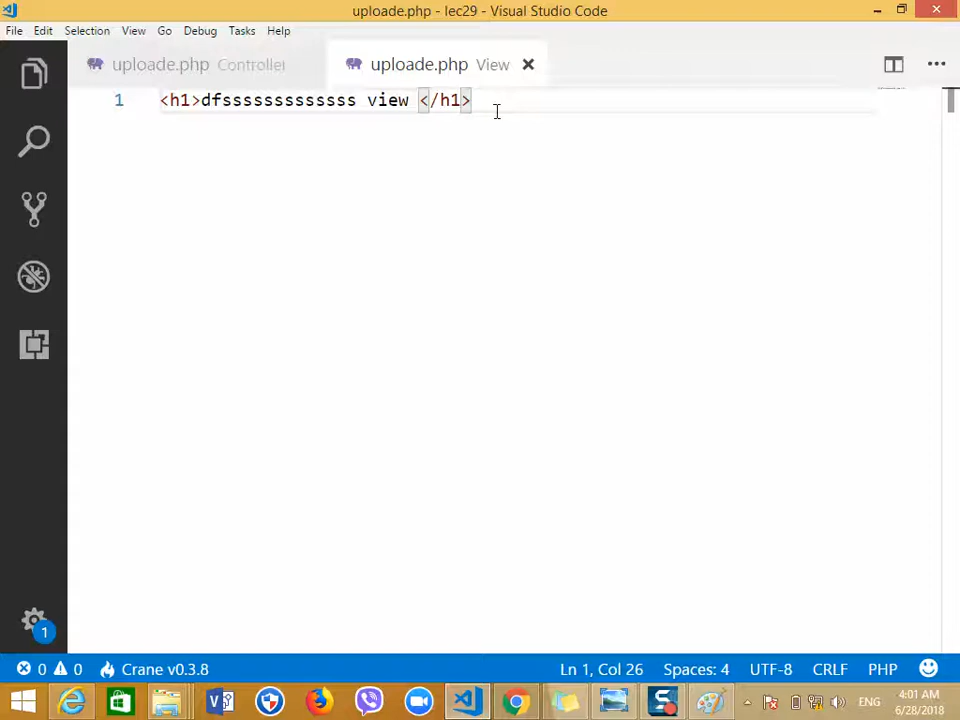 uploade.php - lec29 - Visual Studio Code
File Edit Selection View Go Debug Tasks Help
uploade.php Controller uploade.php View
1 <h1>dfsssssssssssss view </h1>
1
0 0 Crane v0.3.8 Ln 1, Col 26 Spaces: 4 UTF-8 CRLF PHP
ENG 4:01 AM
6/28/2018